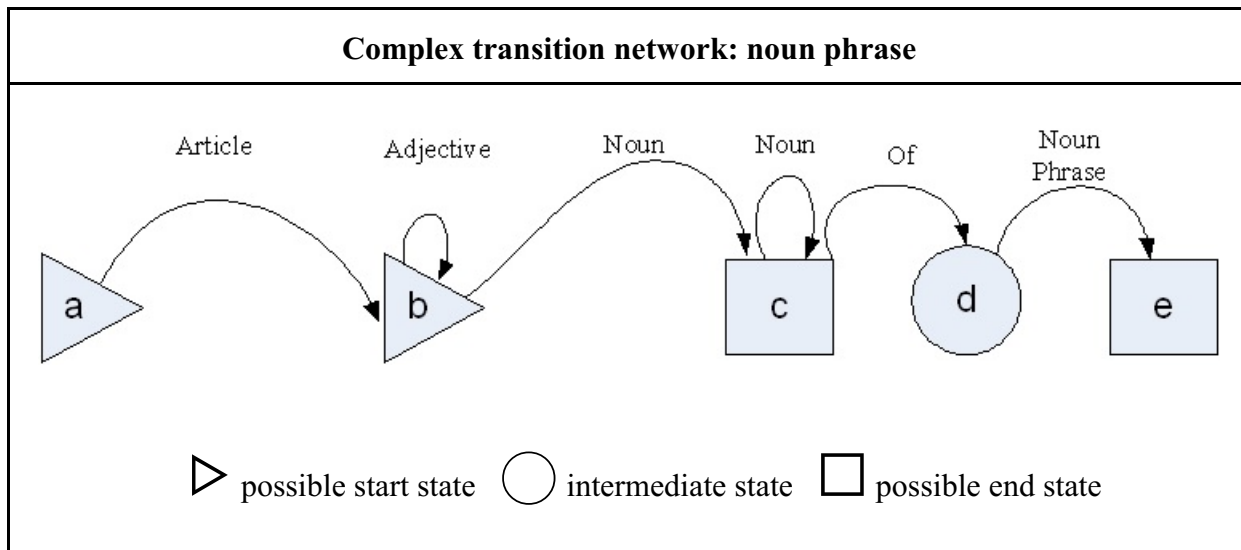 Complex transition network: noun phrase
Article
Adjective
Noun
Noun
Of
Noun
Phrase
a
b
c
d
e
possible start state
intermediate state
possible end state